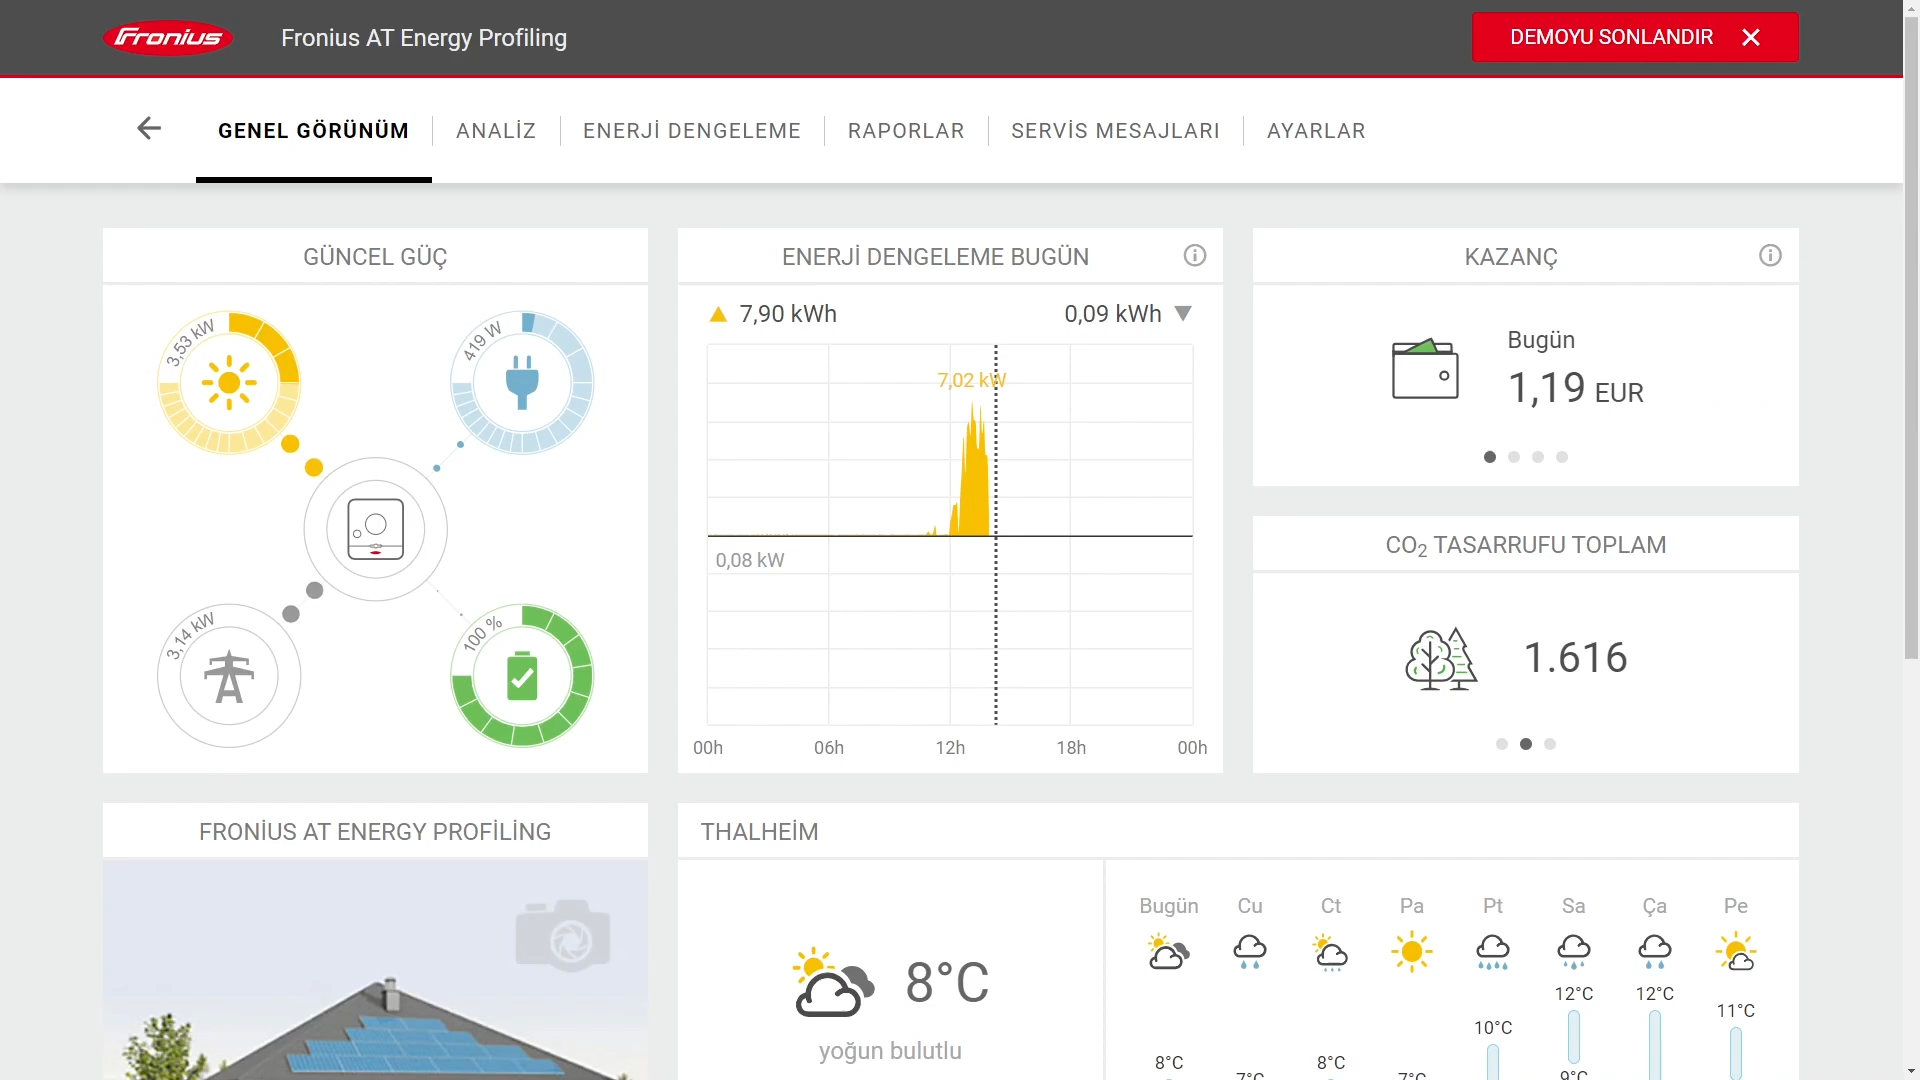 Fronius
Fronius AT Energy Profiling
DEMOYU SONLANDIR
GENEL GÖRÜNÜM
ANALİZ
ENERJİ DENGELEME
RAPORLAR
SERVİS MESAJLARI
AYARLAR
GÜNCEL GÜÇ
3,53 kW
419 W
3,14 kW
100 %
ENERJİ DENGELEME BUGÜN
7,90 kWh
0,09 kWh
7,02 kW
0,08 kW
00h 06h 12h 18h 00h
KAZANÇ
Bugün
1,19 EUR
CO2 TASARRUFU TOPLAM
1.616
FRONİUS AT ENERGY PROFİLİNG
THALHEİM
8°C
yoğun bulutlu
Bugün Cu Ct Pa Pt Sa Ça Pe
12°C 12°C
11°C
10°C
8°C 8°C
7°C 7°C 9°C